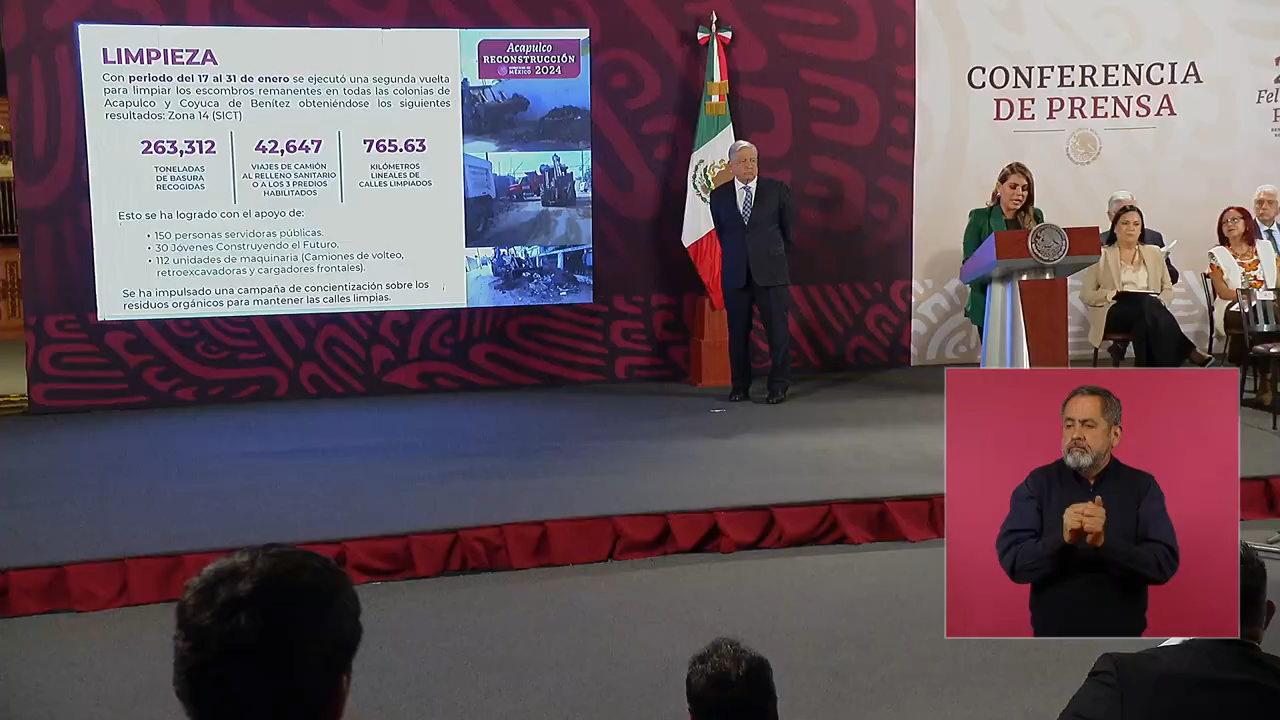 LIMPIEZA
Con periodo del 17 al 31 de enero se ejecutó una segunda vuelta
para limpiar los escombros remanentes en todas las colonias de
Acapulco y Coyuca de Benítez obteniéndose los siguientes
resultados: Zona 14 (SICT)
263,312
TONELADAS
DE BASURA
RECOGIDAS
42,647
VIAJES DE CAMIÓN
AL RELLENO SANITARIO
O A LOS 3 PREDIOS
HABILITADOS
765.63
KILÓMETROS
LINEALES DE
CALLES LIMPIADOS
Esto se ha logrado con el apoyo de:
• 150 personas servidoras públicas.
• 30 Jóvenes Construyendo el Futuro.
• 112 unidades de maquinaria (Camiones de volteo,
retroexcavadoras y cargadores frontales).
Se ha impulsado una campaña de concientización sobre los
residuos orgánicos para mantener las calles limpias.
Acapulco
RECONSTRUCCIÓN
GOBIERNO DE
MÉXICO 2024
CONFERENCIA
DE PRENSA